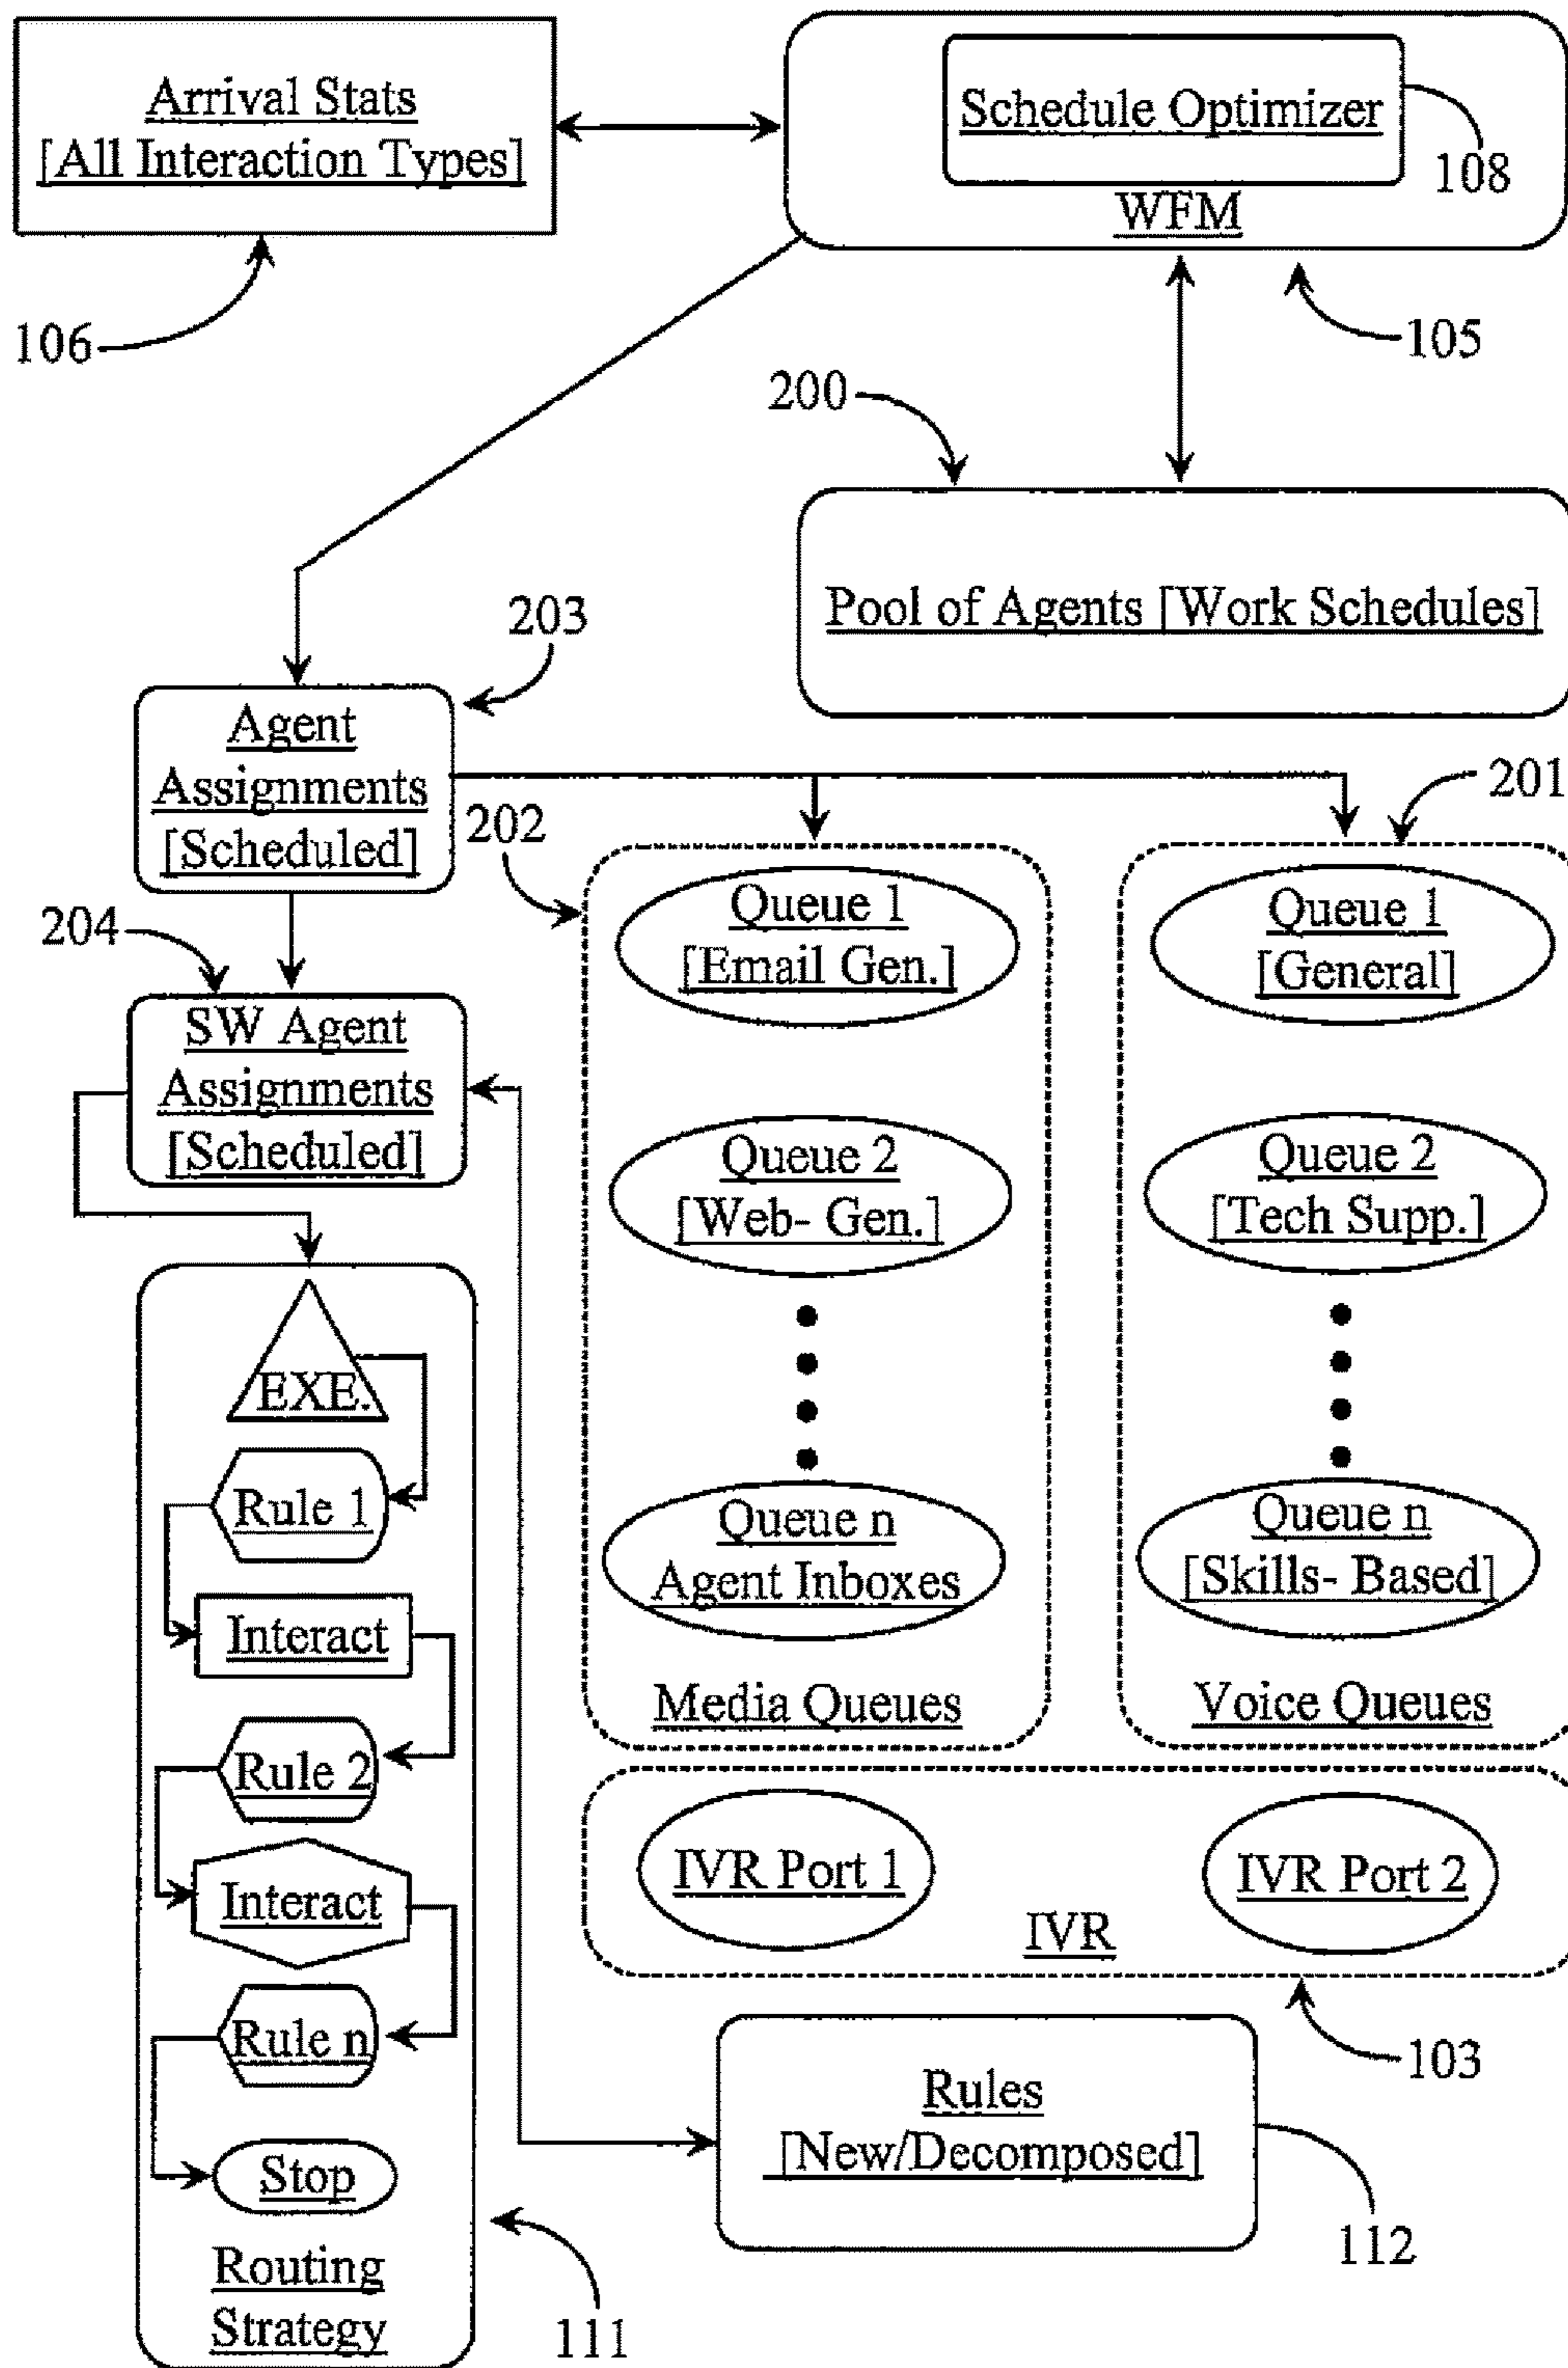 Arrival Stats
[All Interaction Types]
Schedule Optimizer
108
WFM
106
105
200
Pool of Agents [Work Schedules]
203
Agent
Assignments
[Scheduled]
202
201
204
SW Agent
Assignments
[Scheduled]
Queue 1
[Email Gen.]
Queue 2
[Web- Gen.]
Queue n
Agent Inboxes
Media Queues
Queue 1
[General]
Queue 2
[Tech Supp.]
Queue n
[Skills- Based]
Voice Queues
EXE.
Rule 1
Interact
Rule 2
Interact
Rule n
Stop
Routing
Strategy
111
IVR Port 1
IVR Port 2
IVR
103
Rules
[New/Decomposed]
112